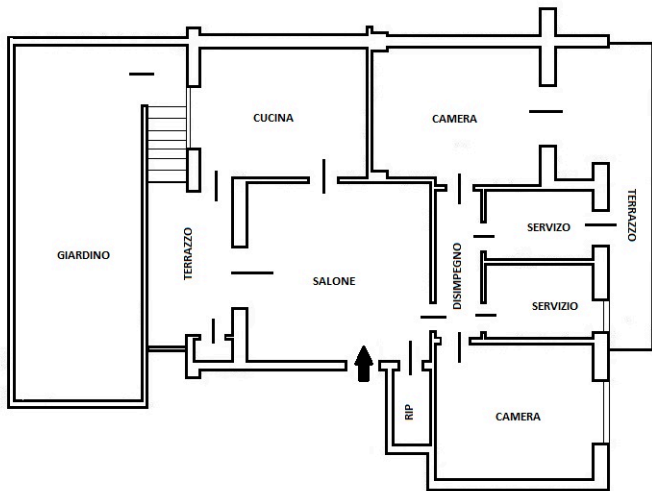 CUCINA
CAMERA
GIARDINO
TERRAZZO
SALONE
DISIMPEGNO
SERVIZO
TERRAZZO
SERVIZIO
RIP
CAMERA